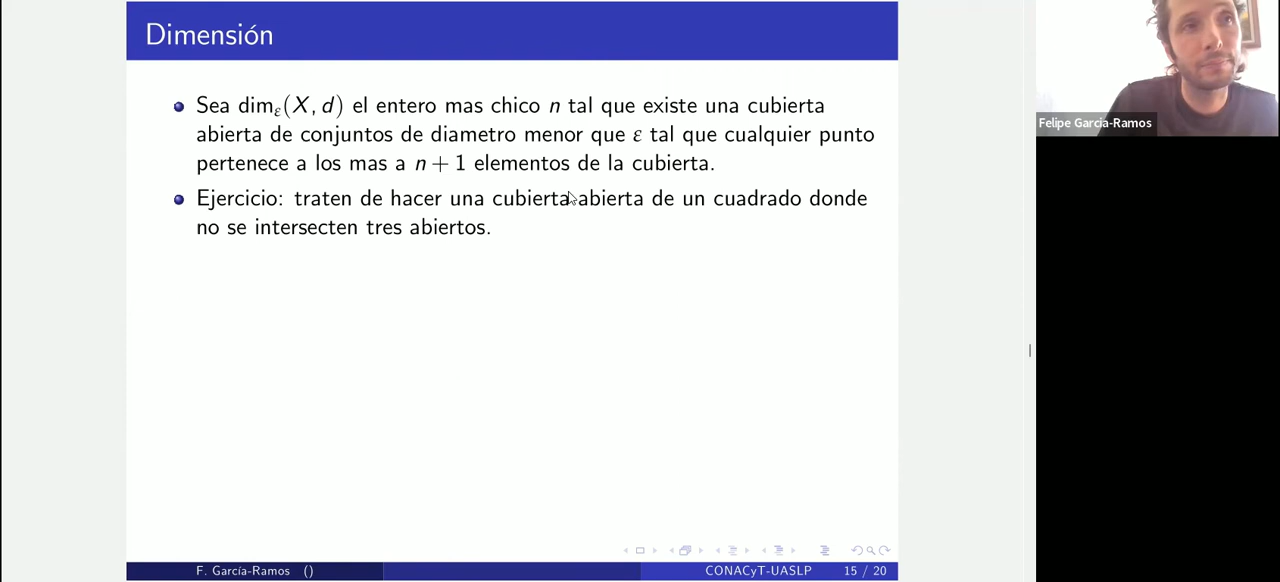 Dimensión
Sea dim_ε(X, d) el entero mas chico n tal que existe una cubierta
abierta de conjuntos de diametro menor que ε tal que cualquier punto
pertenece a los mas a n + 1 elementos de la cubierta.
Ejercicio: traten de hacer una cubierta abierta de un cuadrado donde
no se intersecten tres abiertos.
F. García-Ramos ()
CONACyT-UASLP
15 / 20
Felipe García-Ramos